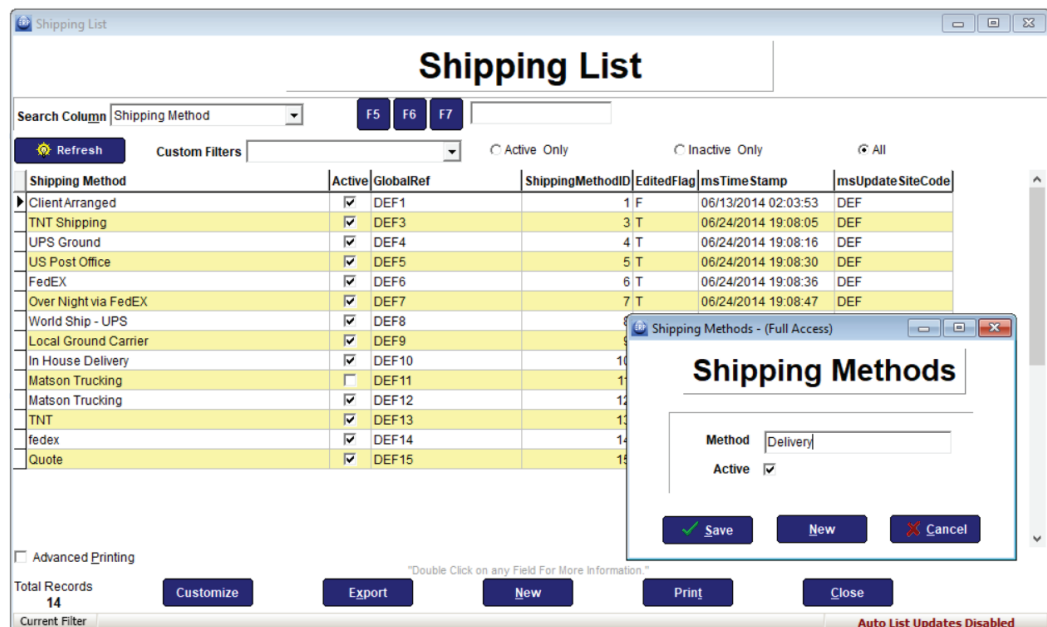 Shipping List
Shipping List
Search Column Shipping Method F5 F6 F7
Refresh Custom Filters Active Only Inactive Only All
Shipping Method Active GlobalRef ShippingMethodID EditedFlag msTimeStamp msUpdateSiteCode
Client Arranged DEF1 1 F 06/13/2014 02:03:53 DEF
TNT Shipping DEF3 3 T 06/24/2014 19:08:05 DEF
UPS Ground DEF4 4 T 06/24/2014 19:08:16 DEF
US Post Office DEF5 5 T 06/24/2014 19:08:30 DEF
FedEX DEF6 6 T 06/24/2014 19:08:36 DEF
Over Night via FedEX DEF7 7 T 06/24/2014 19:08:47 DEF
World Ship - UPS DEF8
Local Ground Carrier DEF9
In House Delivery DEF10 10
Matson Trucking DEF11 11
Matson Trucking DEF12 12
TNT DEF13 13
fedex DEF14 14
Quote DEF15 15
Shipping Methods - (Full Access)
Shipping Methods
Method Delivery
Active
Save New Cancel
Advanced Printing
"Double Click on any Field For More Information."
Total Records
14
Customize Export New Print Close
Current Filter Auto List Updates Disabled